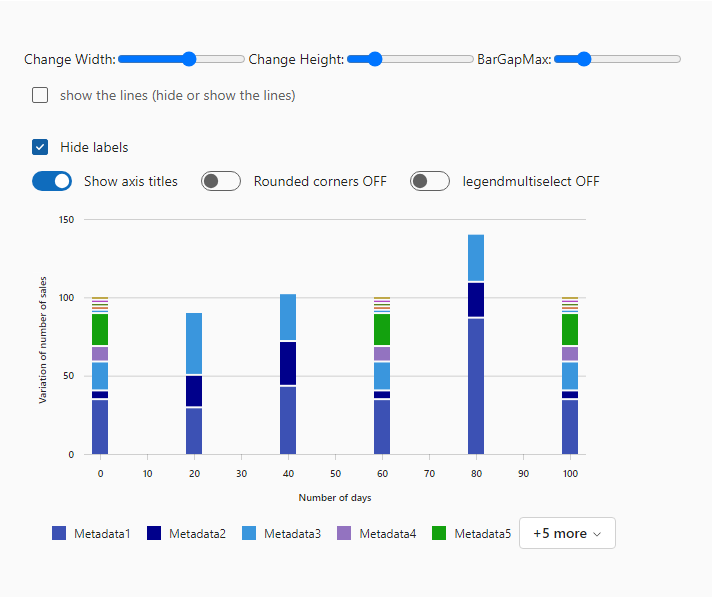 Change Width: Change Height: BarGapMax:
show the lines (hide or show the lines)
Hide labels
Show axis titles Rounded corners OFF legendmultiselect OFF
150
100
50
0
Variation of number of sales
0 10 20 30 40 50 60 70 80 90 100
Number of days
Metadata1 Metadata2 Metadata3 Metadata4 Metadata5 +5 more